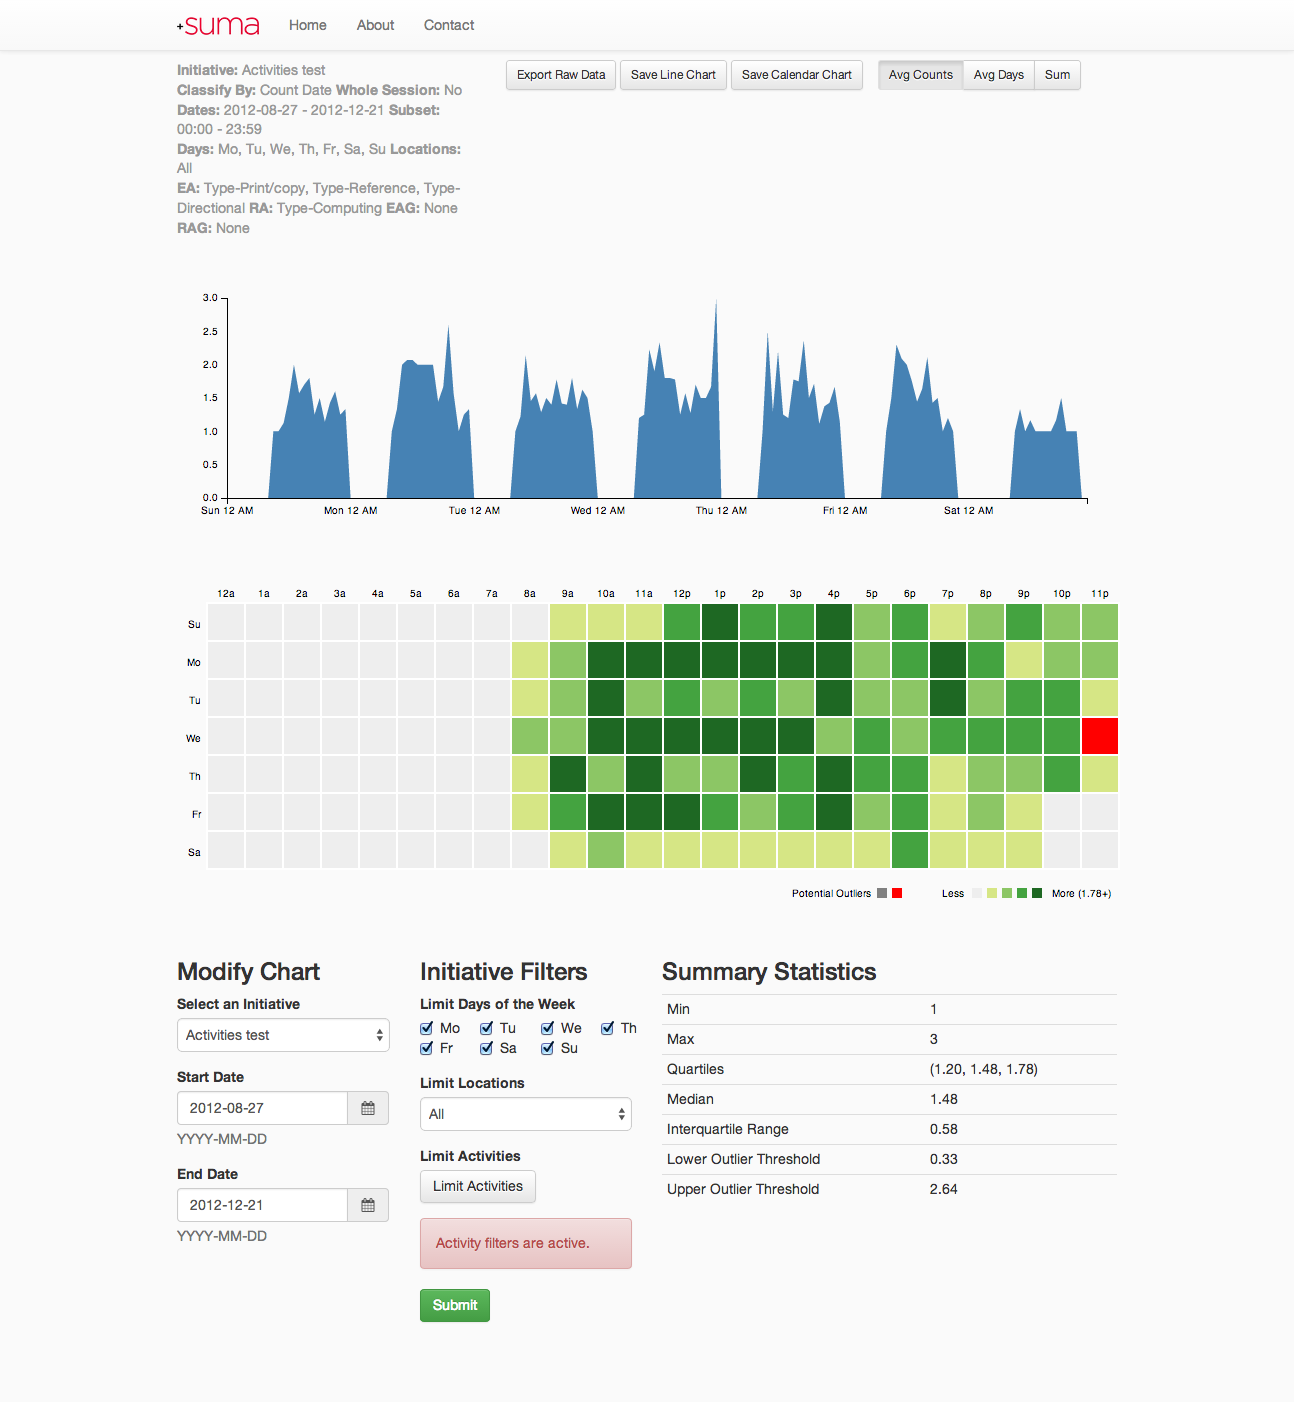 +suma Home About Contact
Initiative: Activities test
Classify By: Count Date Whole Session: No
Dates: 2012-08-27 - 2012-12-21 Subset:
00:00 - 23:59
Days: Mo, Tu, We, Th, Fr, Sa, Su Locations:
All
EA: Type-Print/copy, Type-Reference, Type-
Directional RA: Type-Computing EAG: None
RAG: None
Export Raw Data Save Line Chart Save Calendar Chart Avg Counts Avg Days Sum
3.0
2.5
2.0
1.5
1.0
0.5
0.0
Sun 12 AM Mon 12 AM Tue 12 AM Wed 12 AM Thu 12 AM Fri 12 AM Sat 12 AM
12a 1a 2a 3a 4a 5a 6a 7a 8a 9a 10a 11a 12p 1p 2p 3p 4p 5p 6p 7p 8p 9p 10p 11p
Su
Mo
Tu
We
Th
Fr
Sa
Potential Outliers Less More (1.78+)
Modify Chart
Select an Initiative
Activities test
Start Date
2012-08-27
YYYY-MM-DD
End Date
2012-12-21
YYYY-MM-DD
Initiative Filters
Limit Days of the Week
Mo Tu We Th
Fr Sa Su
Limit Locations
All
Limit Activities
Limit Activities
Activity filters are active.
Submit
Summary Statistics
Min 1
Max 3
Quartiles (1.20, 1.48, 1.78)
Median 1.48
Interquartile Range 0.58
Lower Outlier Threshold 0.33
Upper Outlier Threshold 2.64